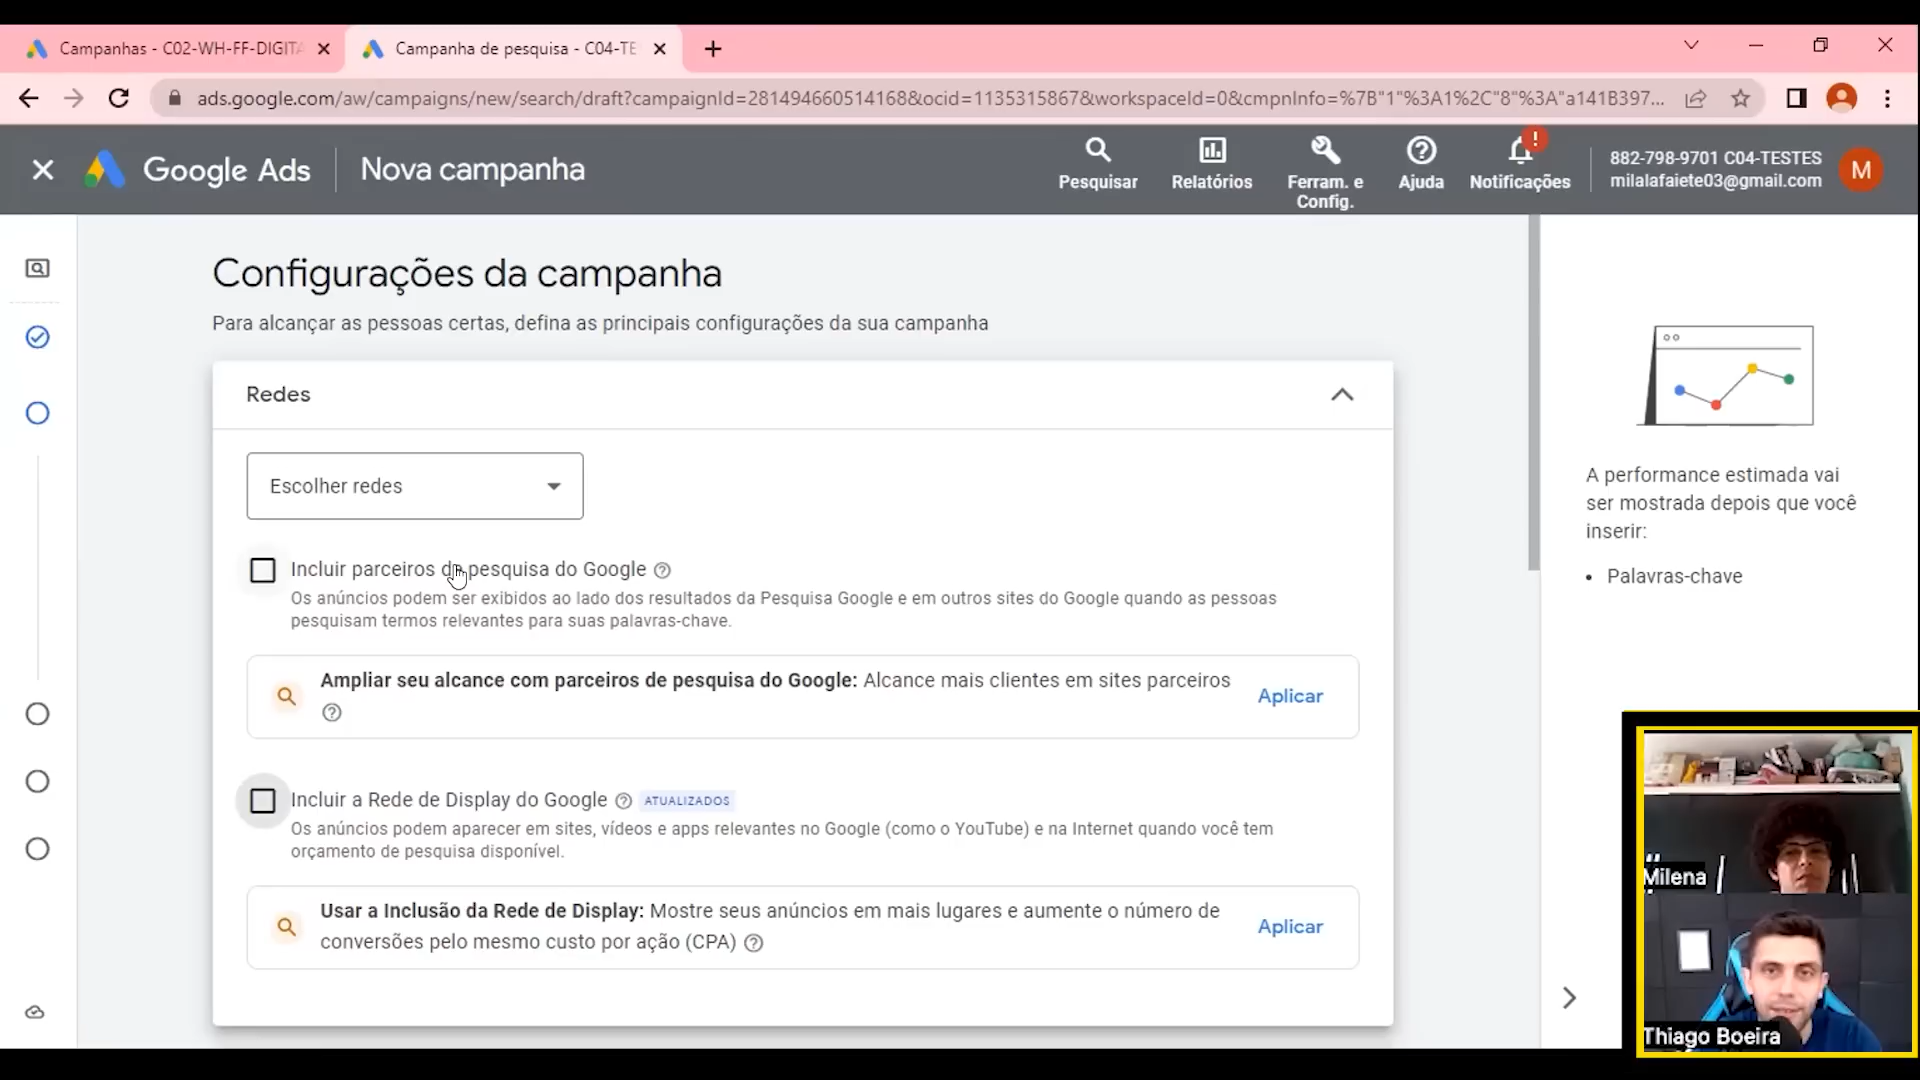 Campanhas - C02-WH-FF-DIGITA
Campanha de pesquisa - C04-TE
ads.google.com/aw/campaigns/new/search/draft?campaignId=281494660514168&ocid=1135315867&workspaceId=0&cmpnInfo=%7B"1"%3A1%2C"8"%3A"a141B397...
Google Ads
Nova campanha
Pesquisar
Relatórios
Ferram. e
Config.
Ajuda
!
Notificações
882-798-9701 C04-TESTES
milalafaiete03@gmail.com
M
Configurações da campanha
Para alcançar as pessoas certas, defina as principais configurações da sua campanha
Redes
Escolher redes
Incluir parceiros de pesquisa do Google
Os anúncios podem ser exibidos ao lado dos resultados da Pesquisa Google e em outros sites do Google quando as pessoas
pesquisam termos relevantes para suas palavras-chave.
Ampliar seu alcance com parceiros de pesquisa do Google: Alcance mais clientes em sites parceiros
Aplicar
Incluir a Rede de Display do Google ATUALIZADOS
Os anúncios podem aparecer em sites, vídeos e apps relevantes no Google (como o YouTube) e na Internet quando você tem
orçamento de pesquisa disponível.
Usar a Inclusão da Rede de Display: Mostre seus anúncios em mais lugares e aumente o número de
conversões pelo mesmo custo por ação (CPA)
Aplicar
A performance estimada vai
ser mostrada depois que você
inserir:
• Palavras-chave
Milena
Thiago Boeira